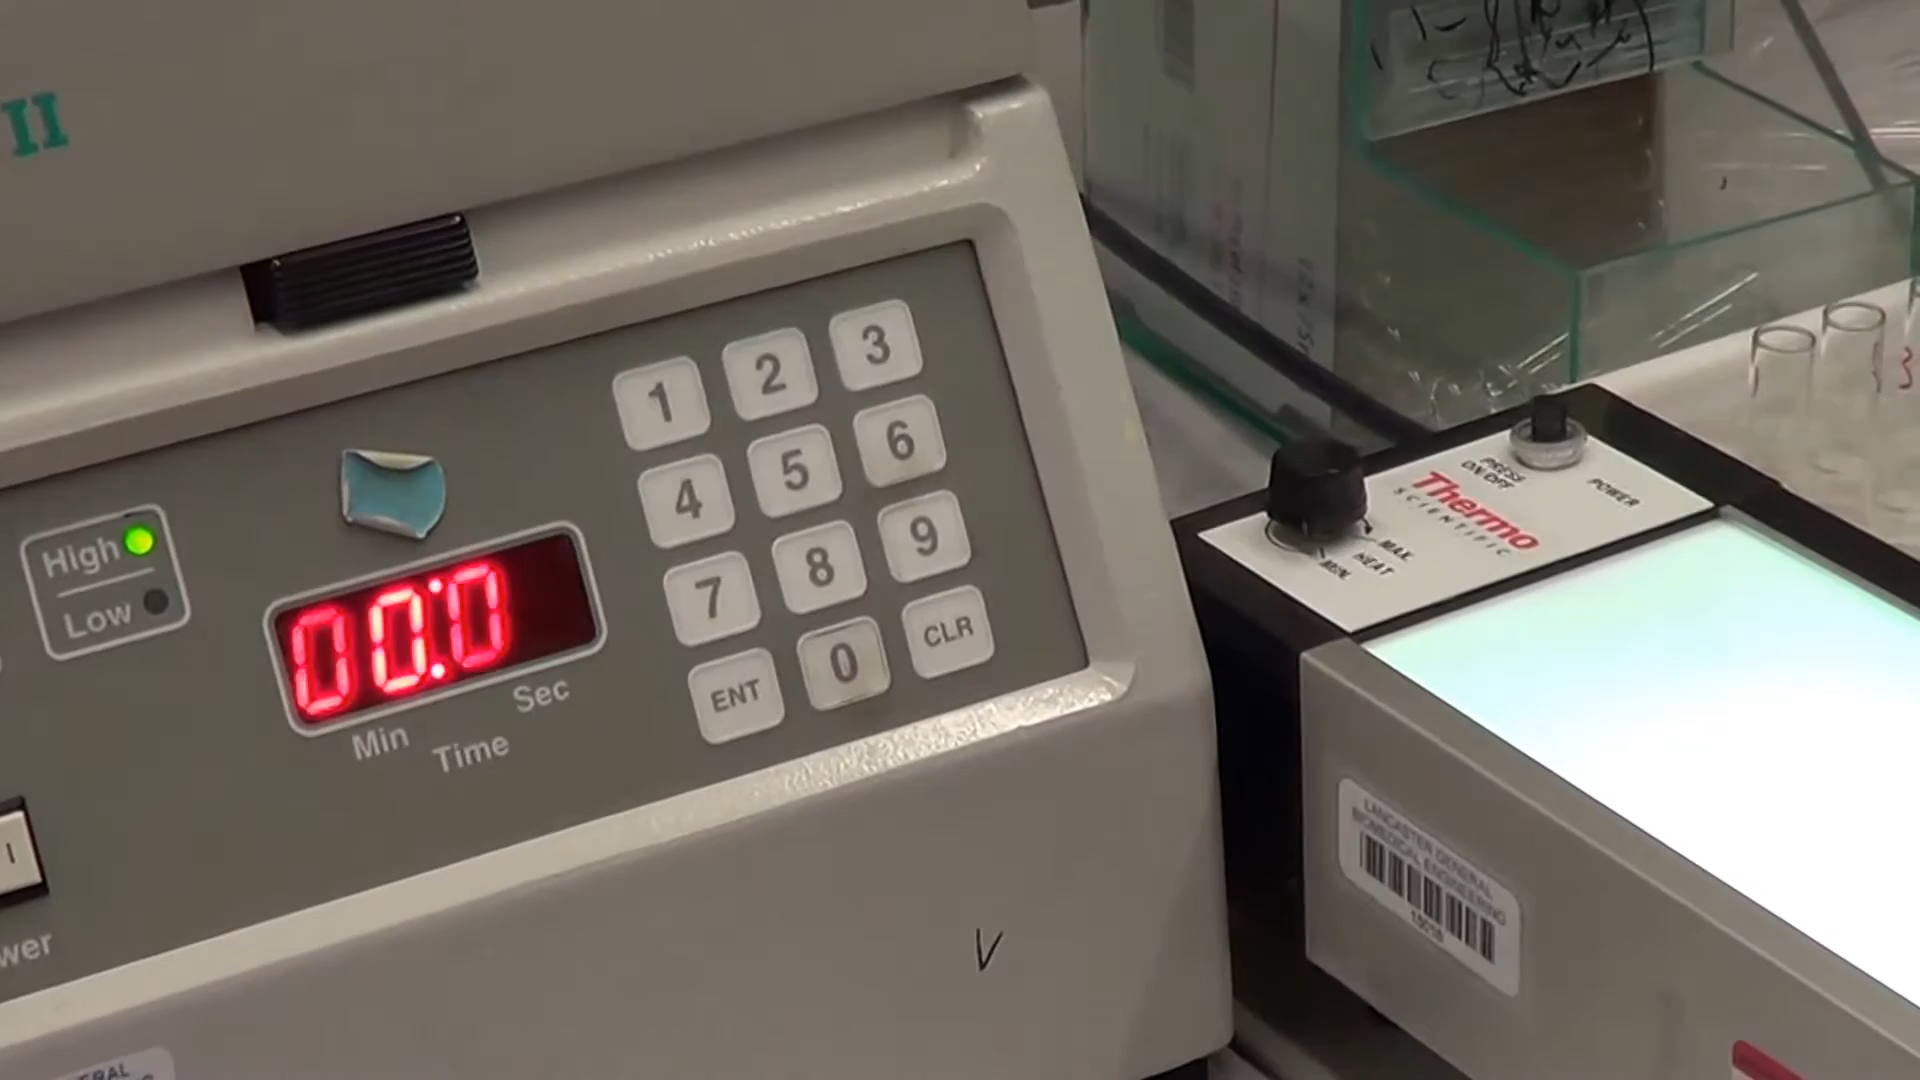 II
High
Low
00:0
Min
Sec
Time
1 2 3
4 5 6
7 8 9
ENT 0 CLR
I
wer
V
PRESS
ON/OFF
POWER
Thermo
SCIENTIFIC
MAX.
HEAT
MIN.
LANCASTER GENERAL
BIOMEDICAL ENGINEERING
ERAL